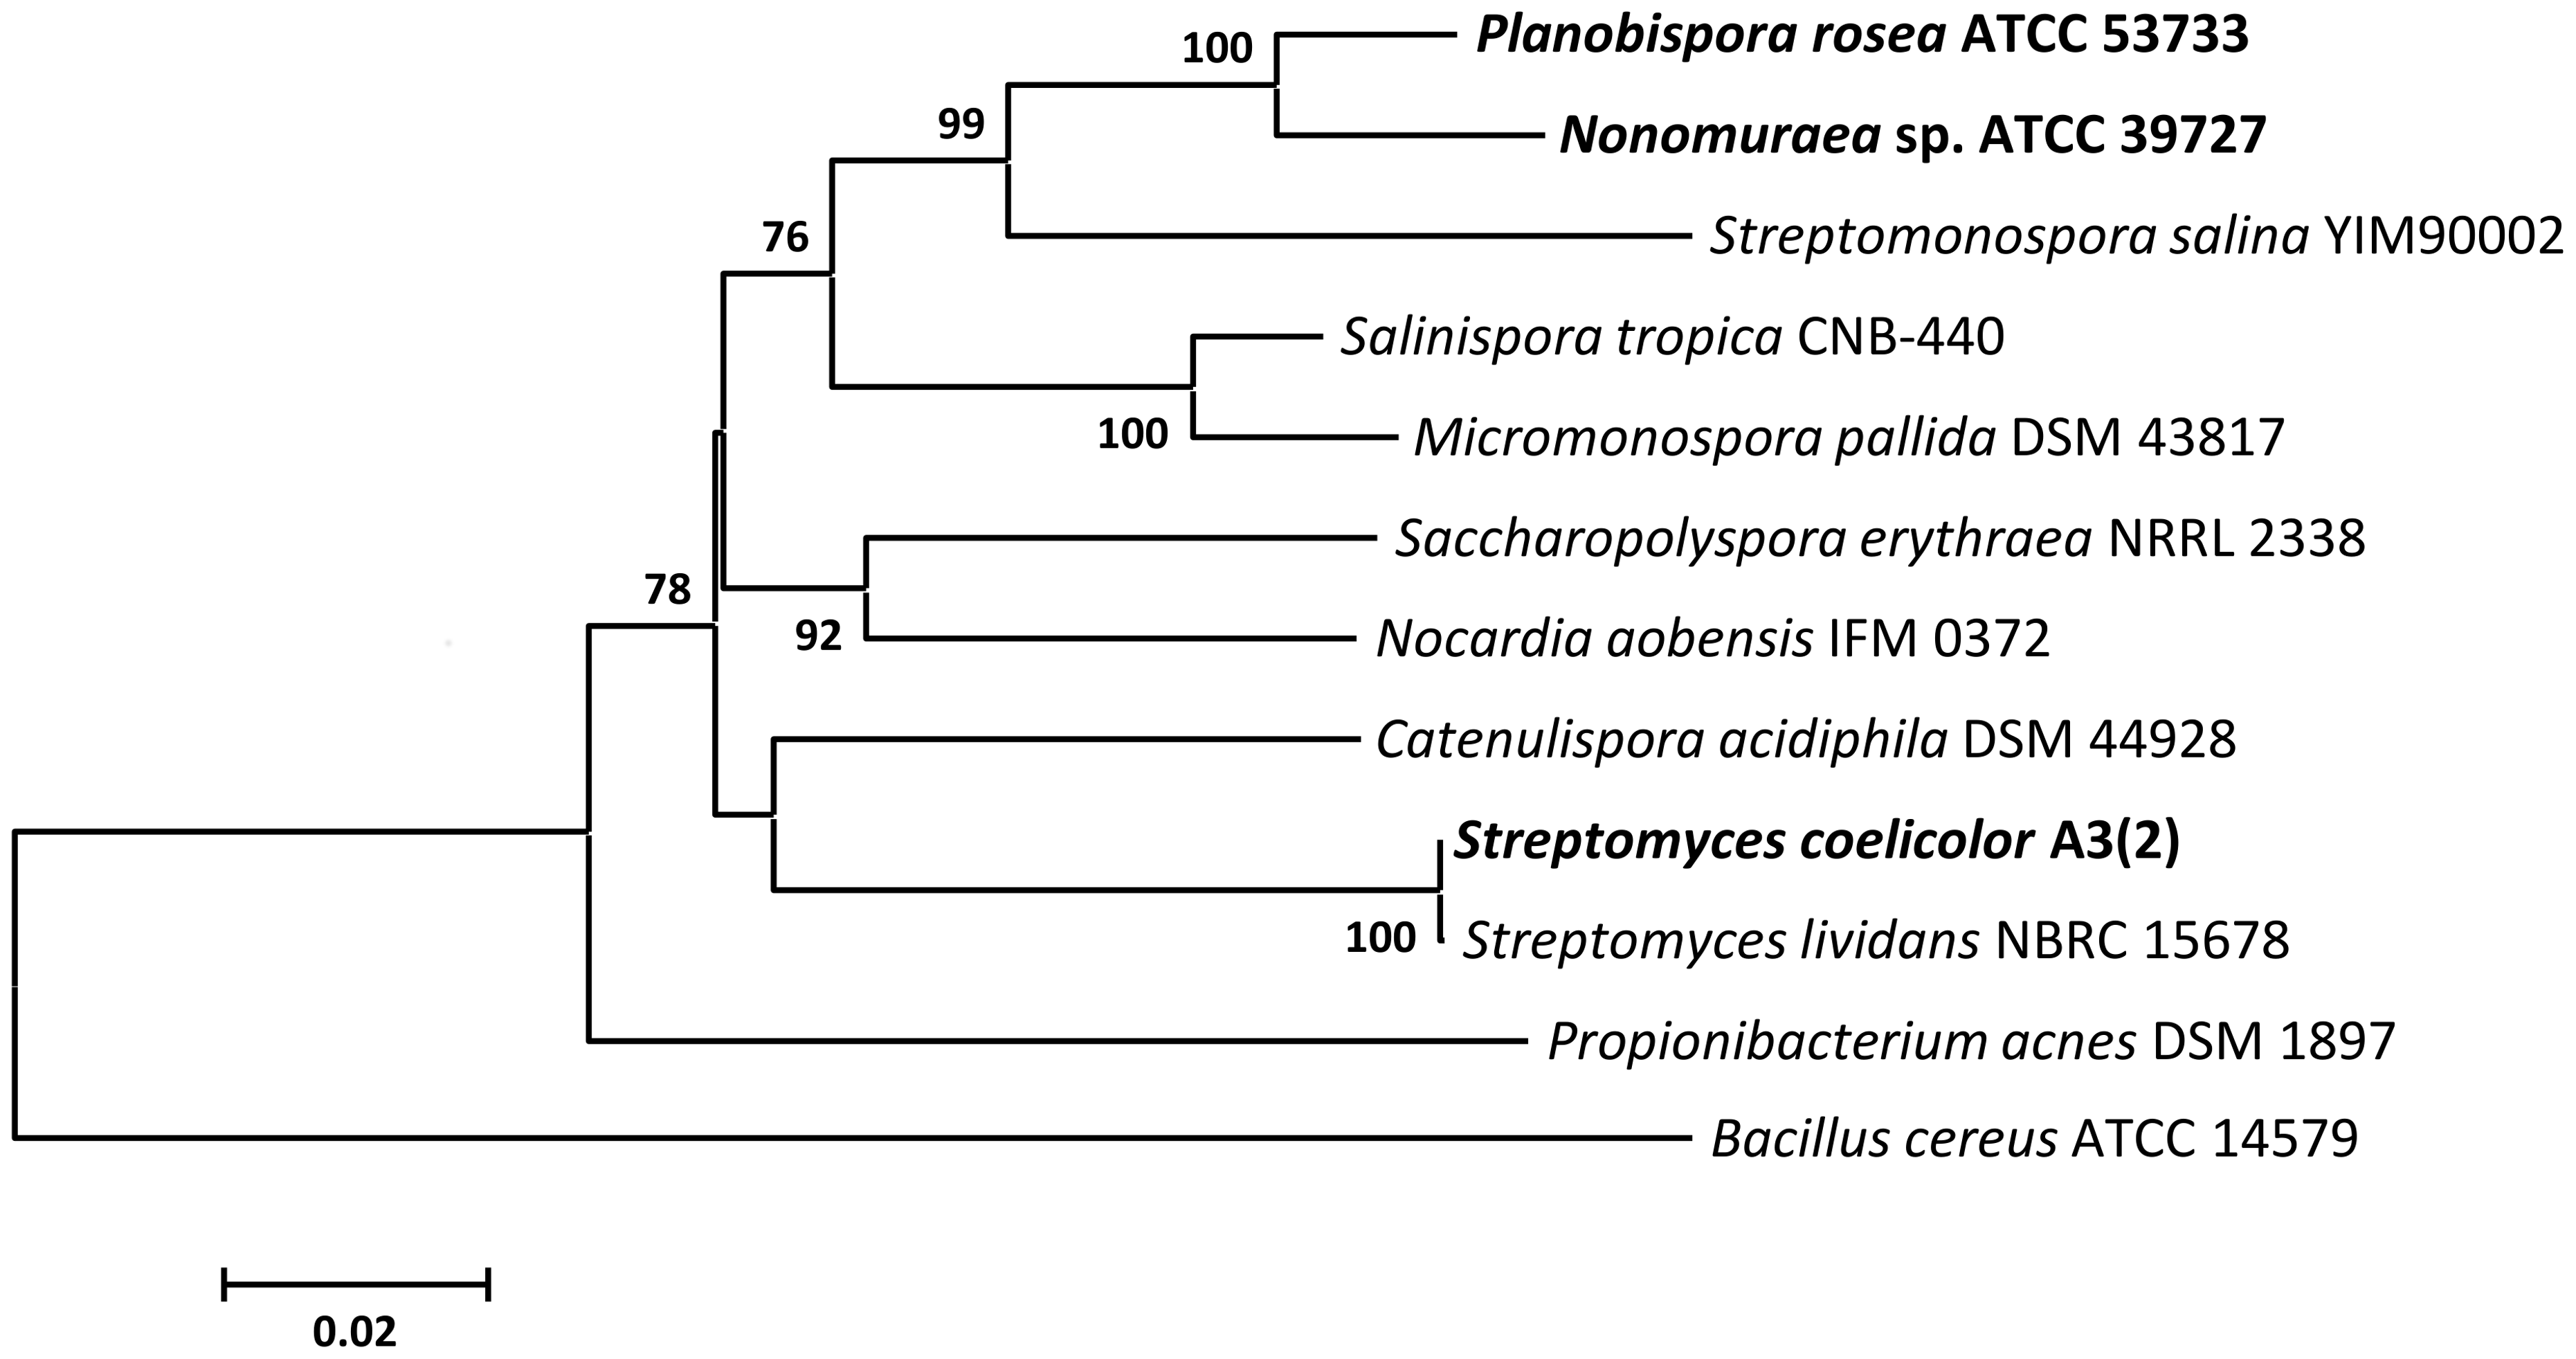 100
Planobispora rosea ATCC 53733
99
Nonomuraea sp. ATCC 39727
76
Streptomonospora salina YIM90002
Salinispora tropica CNB-440
100
Micromonospora pallida DSM 43817
Saccharopolyspora erythraea NRRL 2338
78
92
Nocardia aobensis IFM 0372
Catenulispora acidiphila DSM 44928
Streptomyces coelicolor A3(2)
100
Streptomyces lividans NBRC 15678
Propionibacterium acnes DSM 1897
Bacillus cereus ATCC 14579
0.02